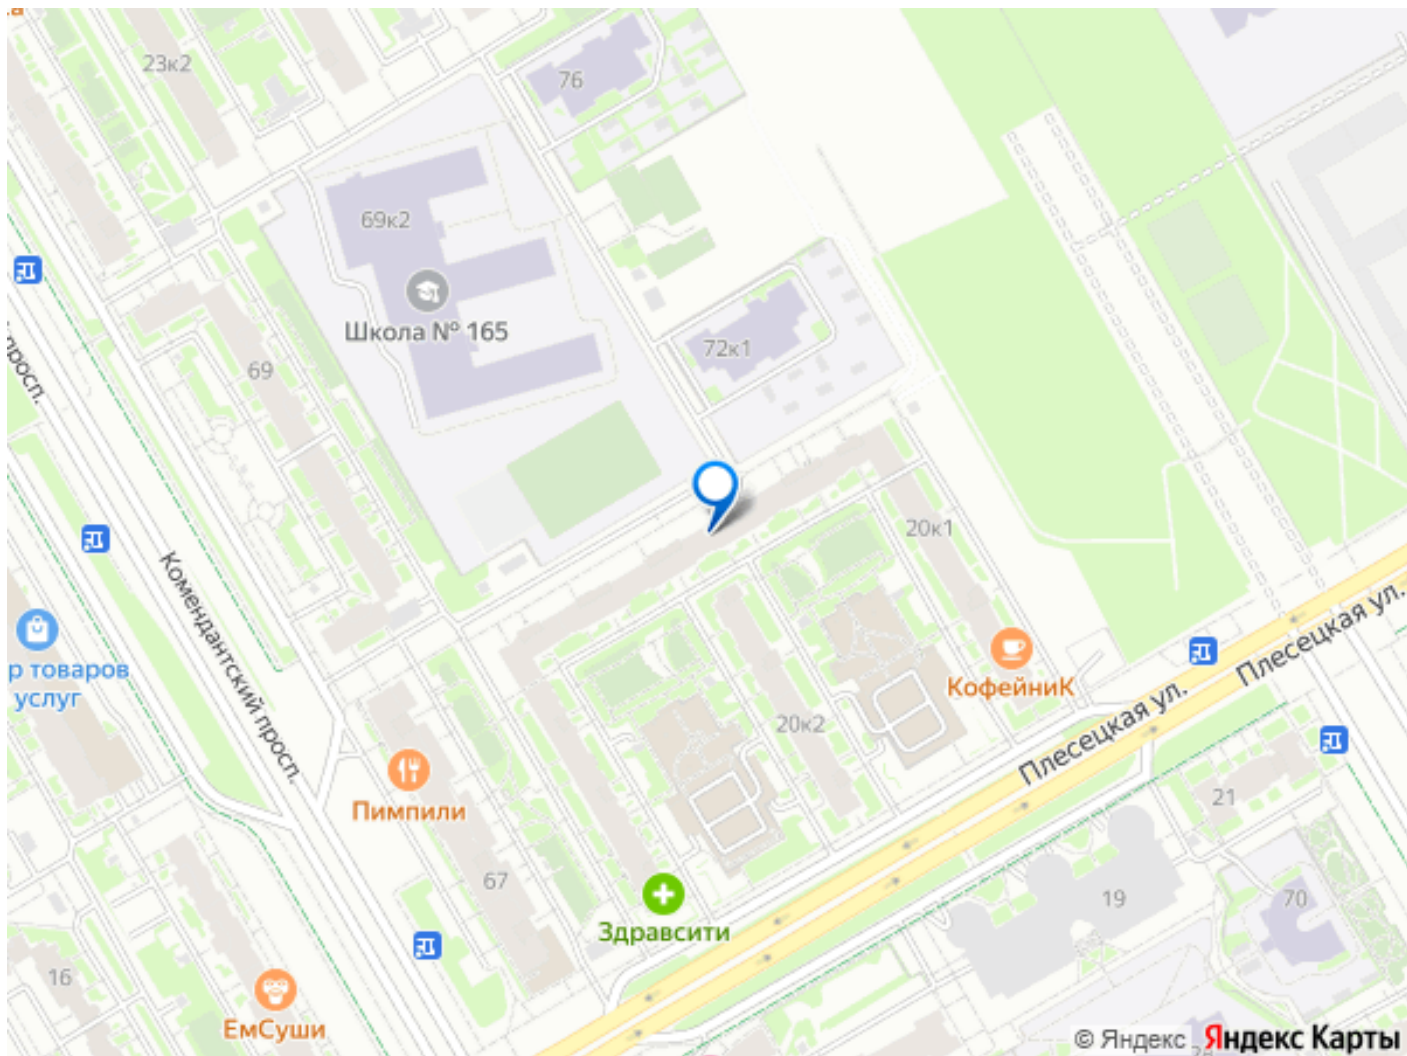 23к2
76
69к2
Школа № 165
просп.
69
72к1
20к1
Комендантский просп.
р товаров
услуг
КофейниК
Плесецкая ул.
Плесецкая ул.
20к2
Пимпили
21
67
19
70
Здравсити
16
ЕмСуши
© Яндекс Яндекс Карты